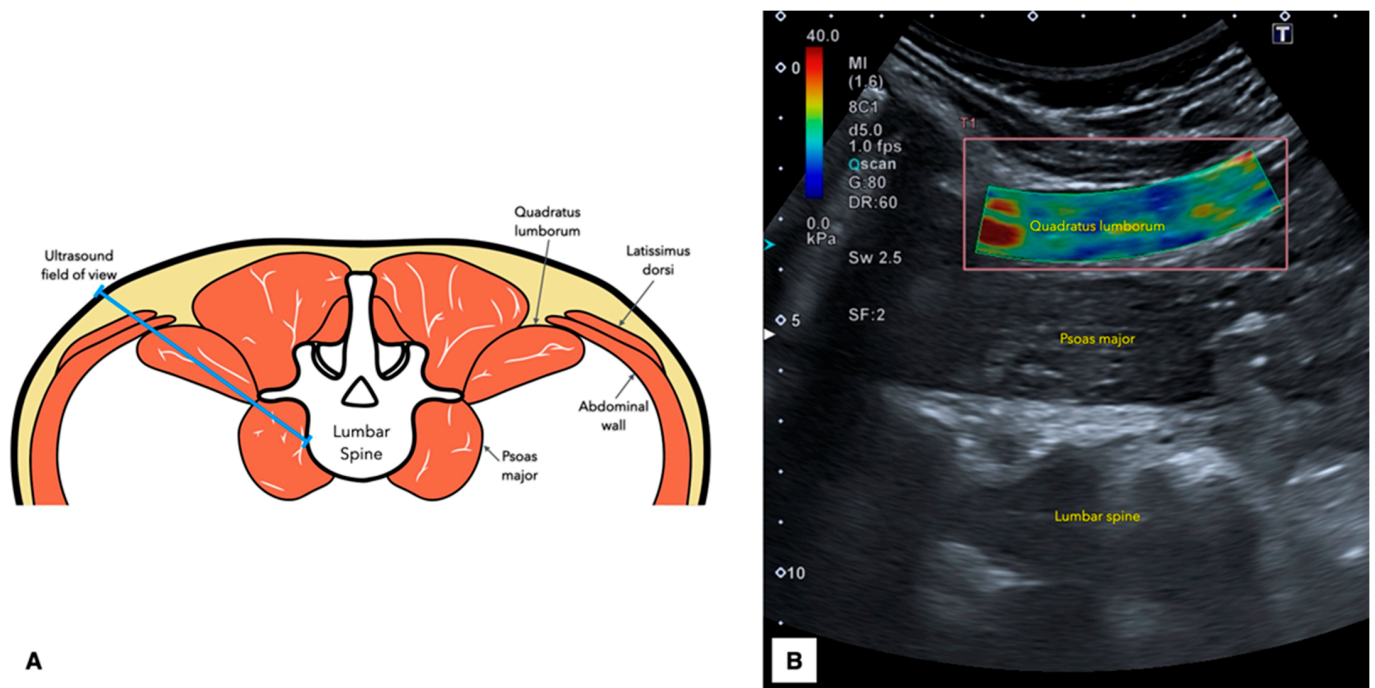 Quadratus
lumborum
Latissimus
dorsi
Ultrasound
field of view
Abdominal
wall
Lumbar
Spine
Psoas
major
A
40.0
T
MI
0
(1.6)
8C1
T1
d5.0
1.0 fps
Qscan
G:80
DR:60
0.0
kPa
Quadratus lumborum
Sw 2.5
SF:2
5
Psoas major
Lumbar spine
10
B